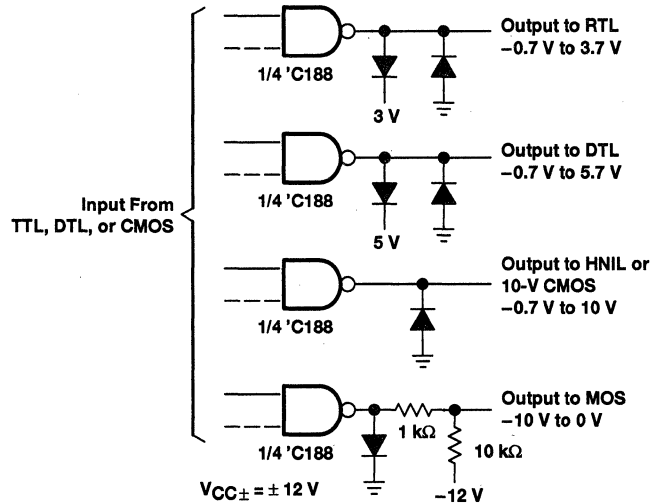 Output to RTL
−0.7 V to 3.7 V
1/4 'C188
3 V
Output to DTL
−0.7 V to 5.7 V
1/4 'C188
5 V
Input From
TTL, DTL, or CMOS
Output to HNIL or
10-V CMOS
−0.7 V to 10 V
1/4 'C188
Output to MOS
−10 V to 0 V
1 kΩ
10 kΩ
1/4 'C188
VCC± = ± 12 V
−12 V